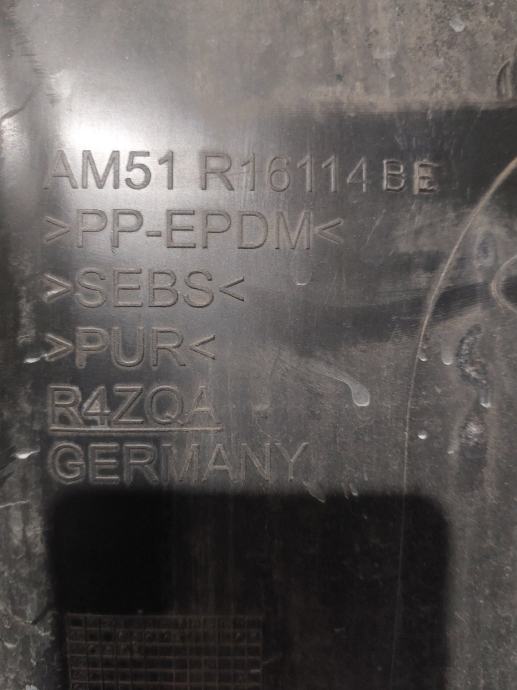 AM51 R16114 BE
>PP-EPDM<
>SEBS<
>PUR<
R4ZQA
GERMANY